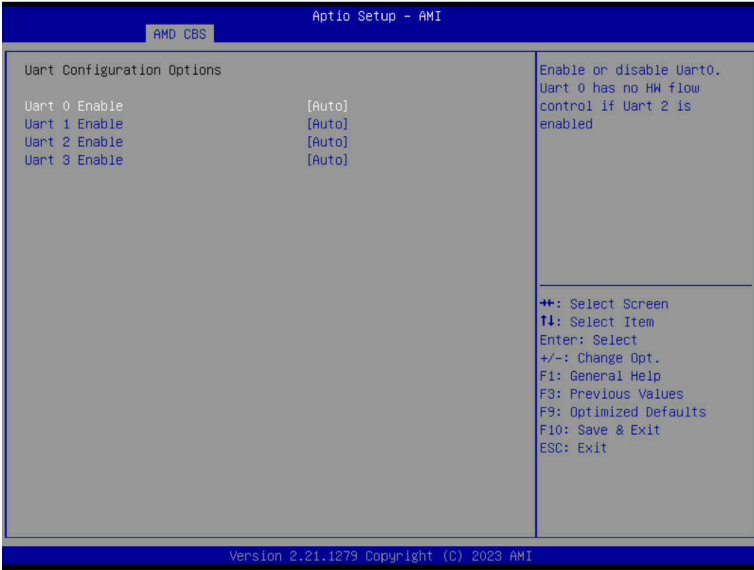 Aptio Setup – AMI
AMD CBS
Uart Configuration Options
Uart 0 Enable [Auto]
Uart 1 Enable [Auto]
Uart 2 Enable [Auto]
Uart 3 Enable [Auto]
Enable or disable Uart0.
Uart 0 has no HW flow
control if Uart 2 is
enabled
→←: Select Screen
↑↓: Select Item
Enter: Select
+/-: Change Opt.
F1: General Help
F3: Previous Values
F9: Optimized Defaults
F10: Save & Exit
ESC: Exit
Version 2.21.1279 Copyright (C) 2023 AMI